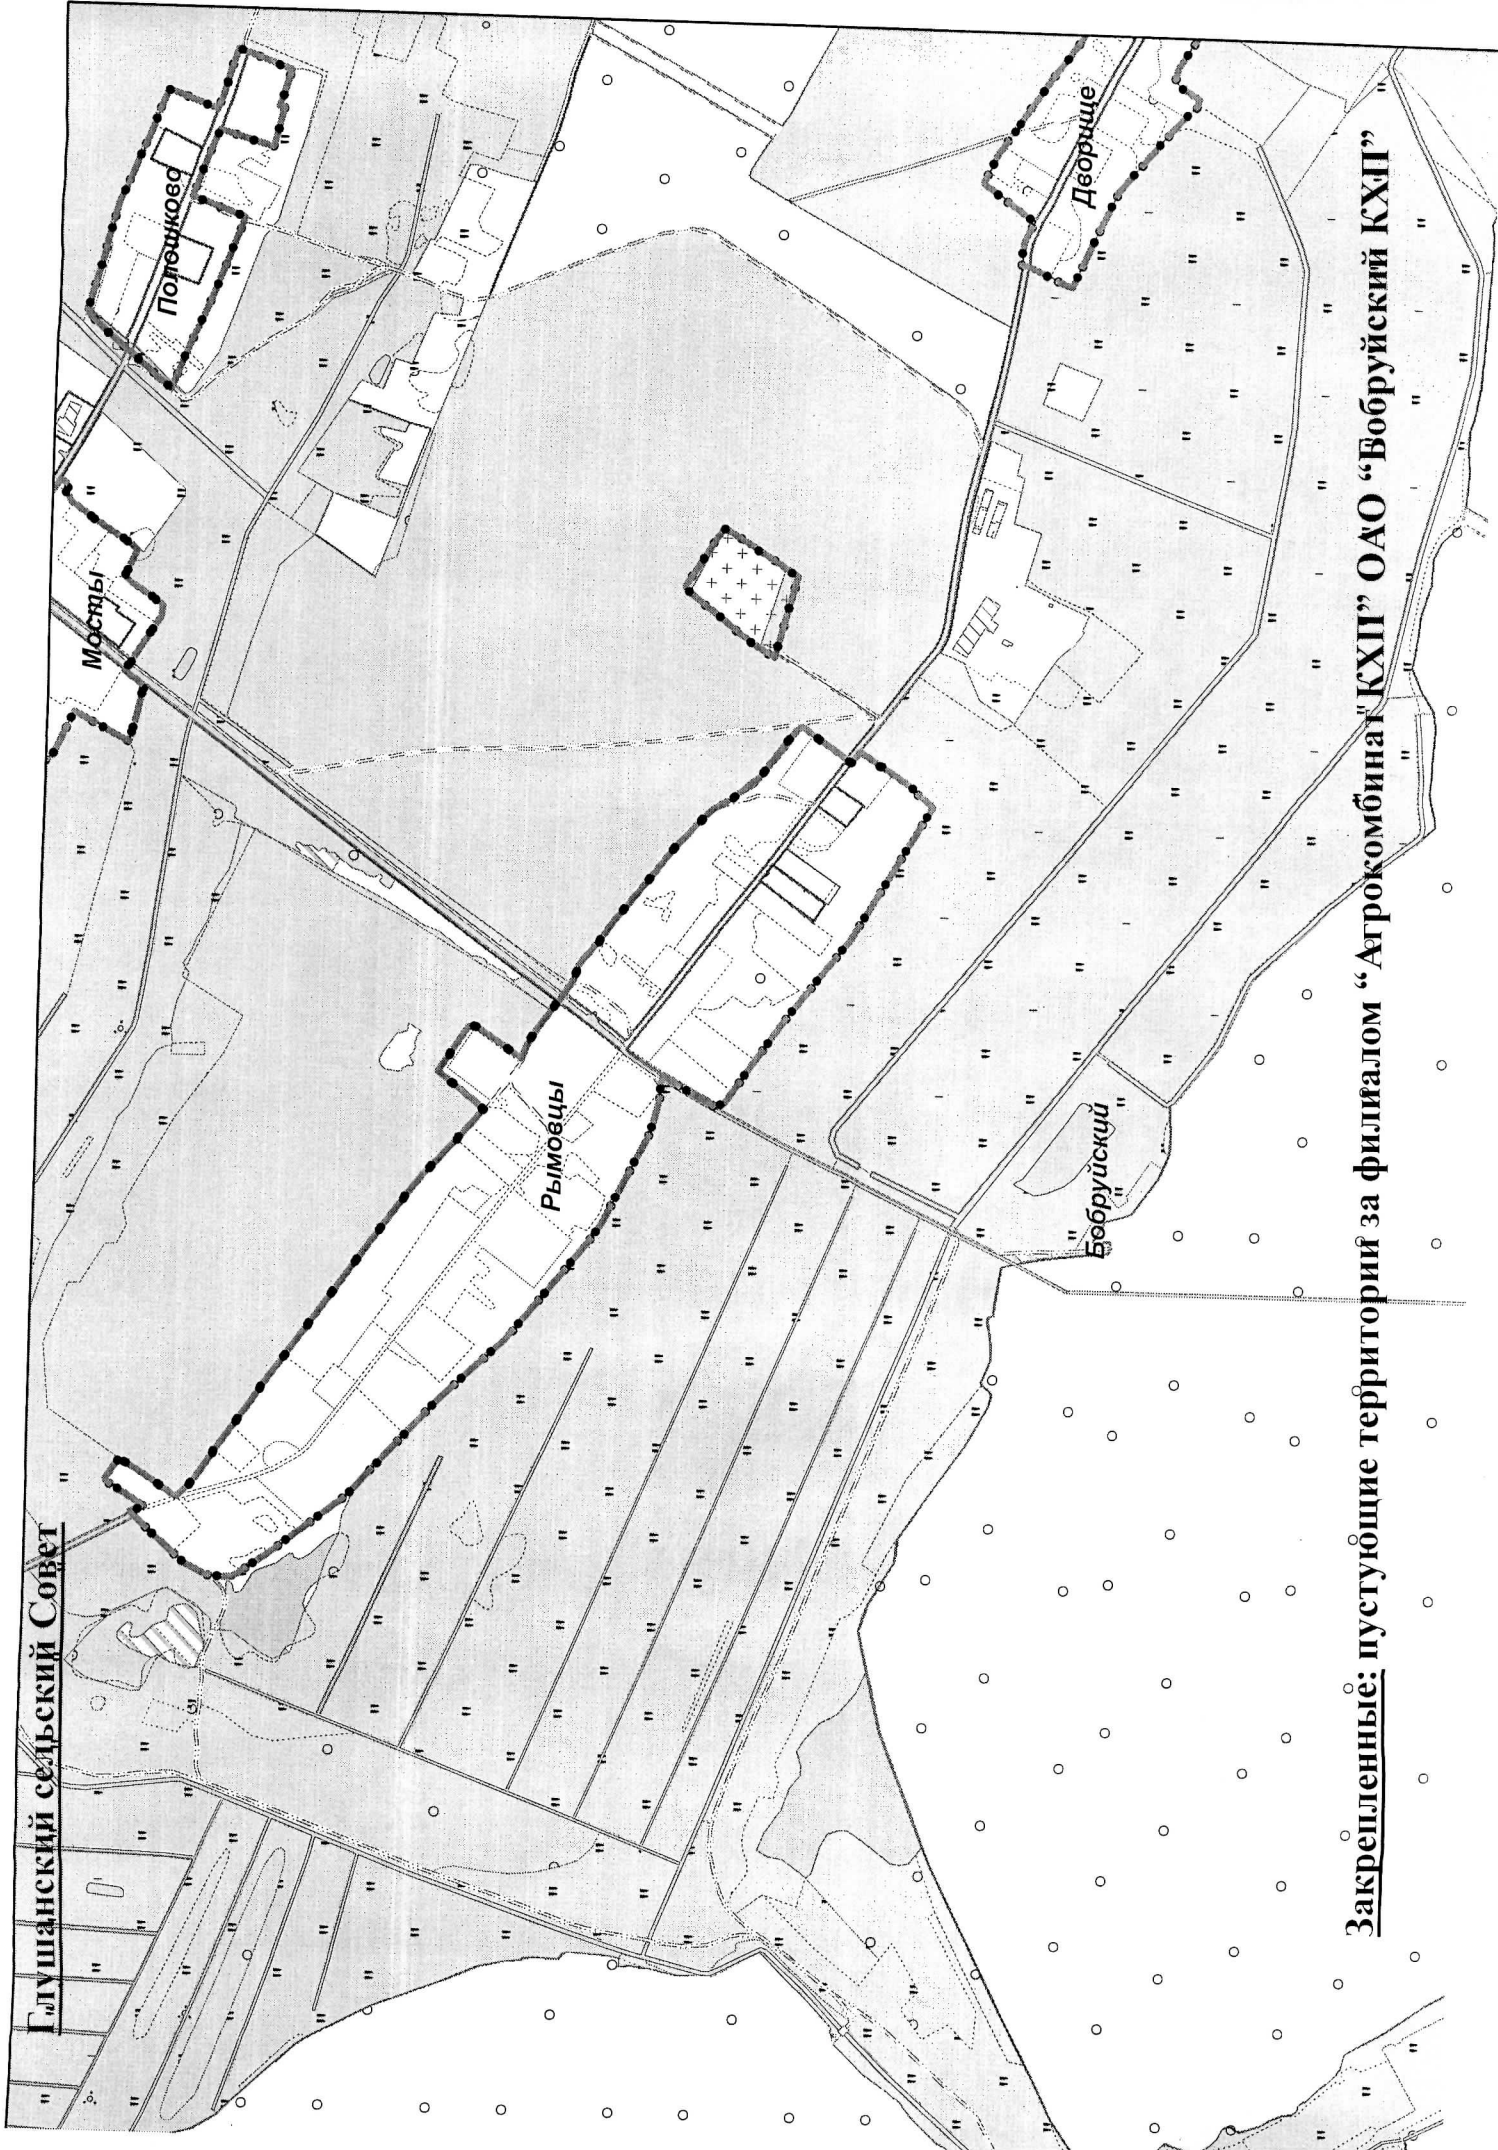 Глушанский сельский Совет
Полошково
Мосты
Дворище
Рымовцы
Бобруйский
Закрепленные: пустующие территории за филиалом “Агрокомбинат КХП” ОАО “Бобруйский КХП”